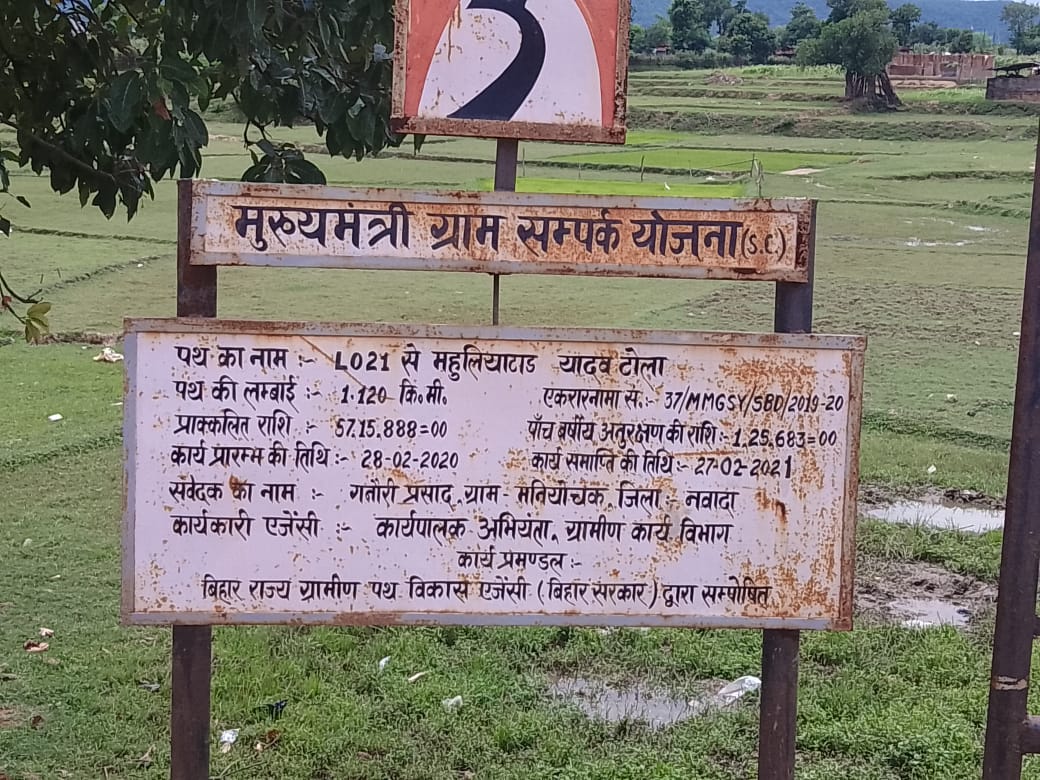 मुख्यमंत्री ग्राम सम्पर्क योजना (S.C.)
पथ का नाम :- L021 से महुलियाटाड यादव टोला
पथ की लम्बाई :- 1.120 कि.मी. एकरारनामा सं.:- 37/MMGSY/SBD/2019-20
प्राक्कलित राशि :- 57,15,888=00 पाँच वर्षीय अनुरक्षण की राशि:- 1,25,683=00
कार्य प्रारम्भ की तिथि:- 28-02-2020 कार्य समाप्ति की तिथि:- 27-02-2021
संवेदक का नाम :- गनौरी प्रसाद, ग्राम - मतियाचक, जिला - नवादा
कार्यकारी एजेंसी :- कार्यपालक अभियंता, ग्रामीण कार्य विभाग
कार्य प्रमण्डल:-
बिहार राज्य ग्रामीण पथ विकास एजेंसी (बिहार सरकार) द्वारा सम्पोषित